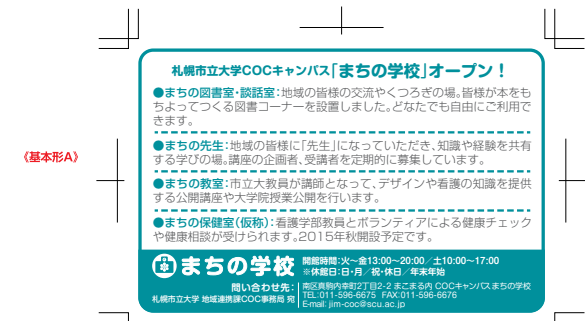 札幌市立大学COCキャンパス「まちの学校」オープン！
●まちの図書室・談話室：地域の皆様の交流やくつろぎの場。皆様が本をも
ちよってつくる図書コーナーを設置しました。どなたでも自由にご利用で
きます。
●まちの先生：地域の皆様に「先生」になっていただき、知識や経験を共有
する学びの場。講座の企画者、受講者を定期的に募集しています。
《基本形A》
●まちの教室：市立大教員が講師となって、デザインや看護の知識を提供
する公開講座や大学院授業公開を行います。
●まちの保健室（仮称）：看護学部教員とボランティアによる健康チェック
や健康相談が受けられます。2015年秋開設予定です。
まちの学校
開館時間：火〜金13:00〜20:00／土10:00〜17:00
※休館日：日・月／祝・休日／年末年始
問い合わせ先：
札幌市立大学 地域連携課COC事務局 宛
南区真駒内幸町2丁目2-2 まこまる内 COCキャンパスまちの学校
TEL:011-596-6675 FAX:011-596-6676
E-mail: jim-coc@scu.ac.jp